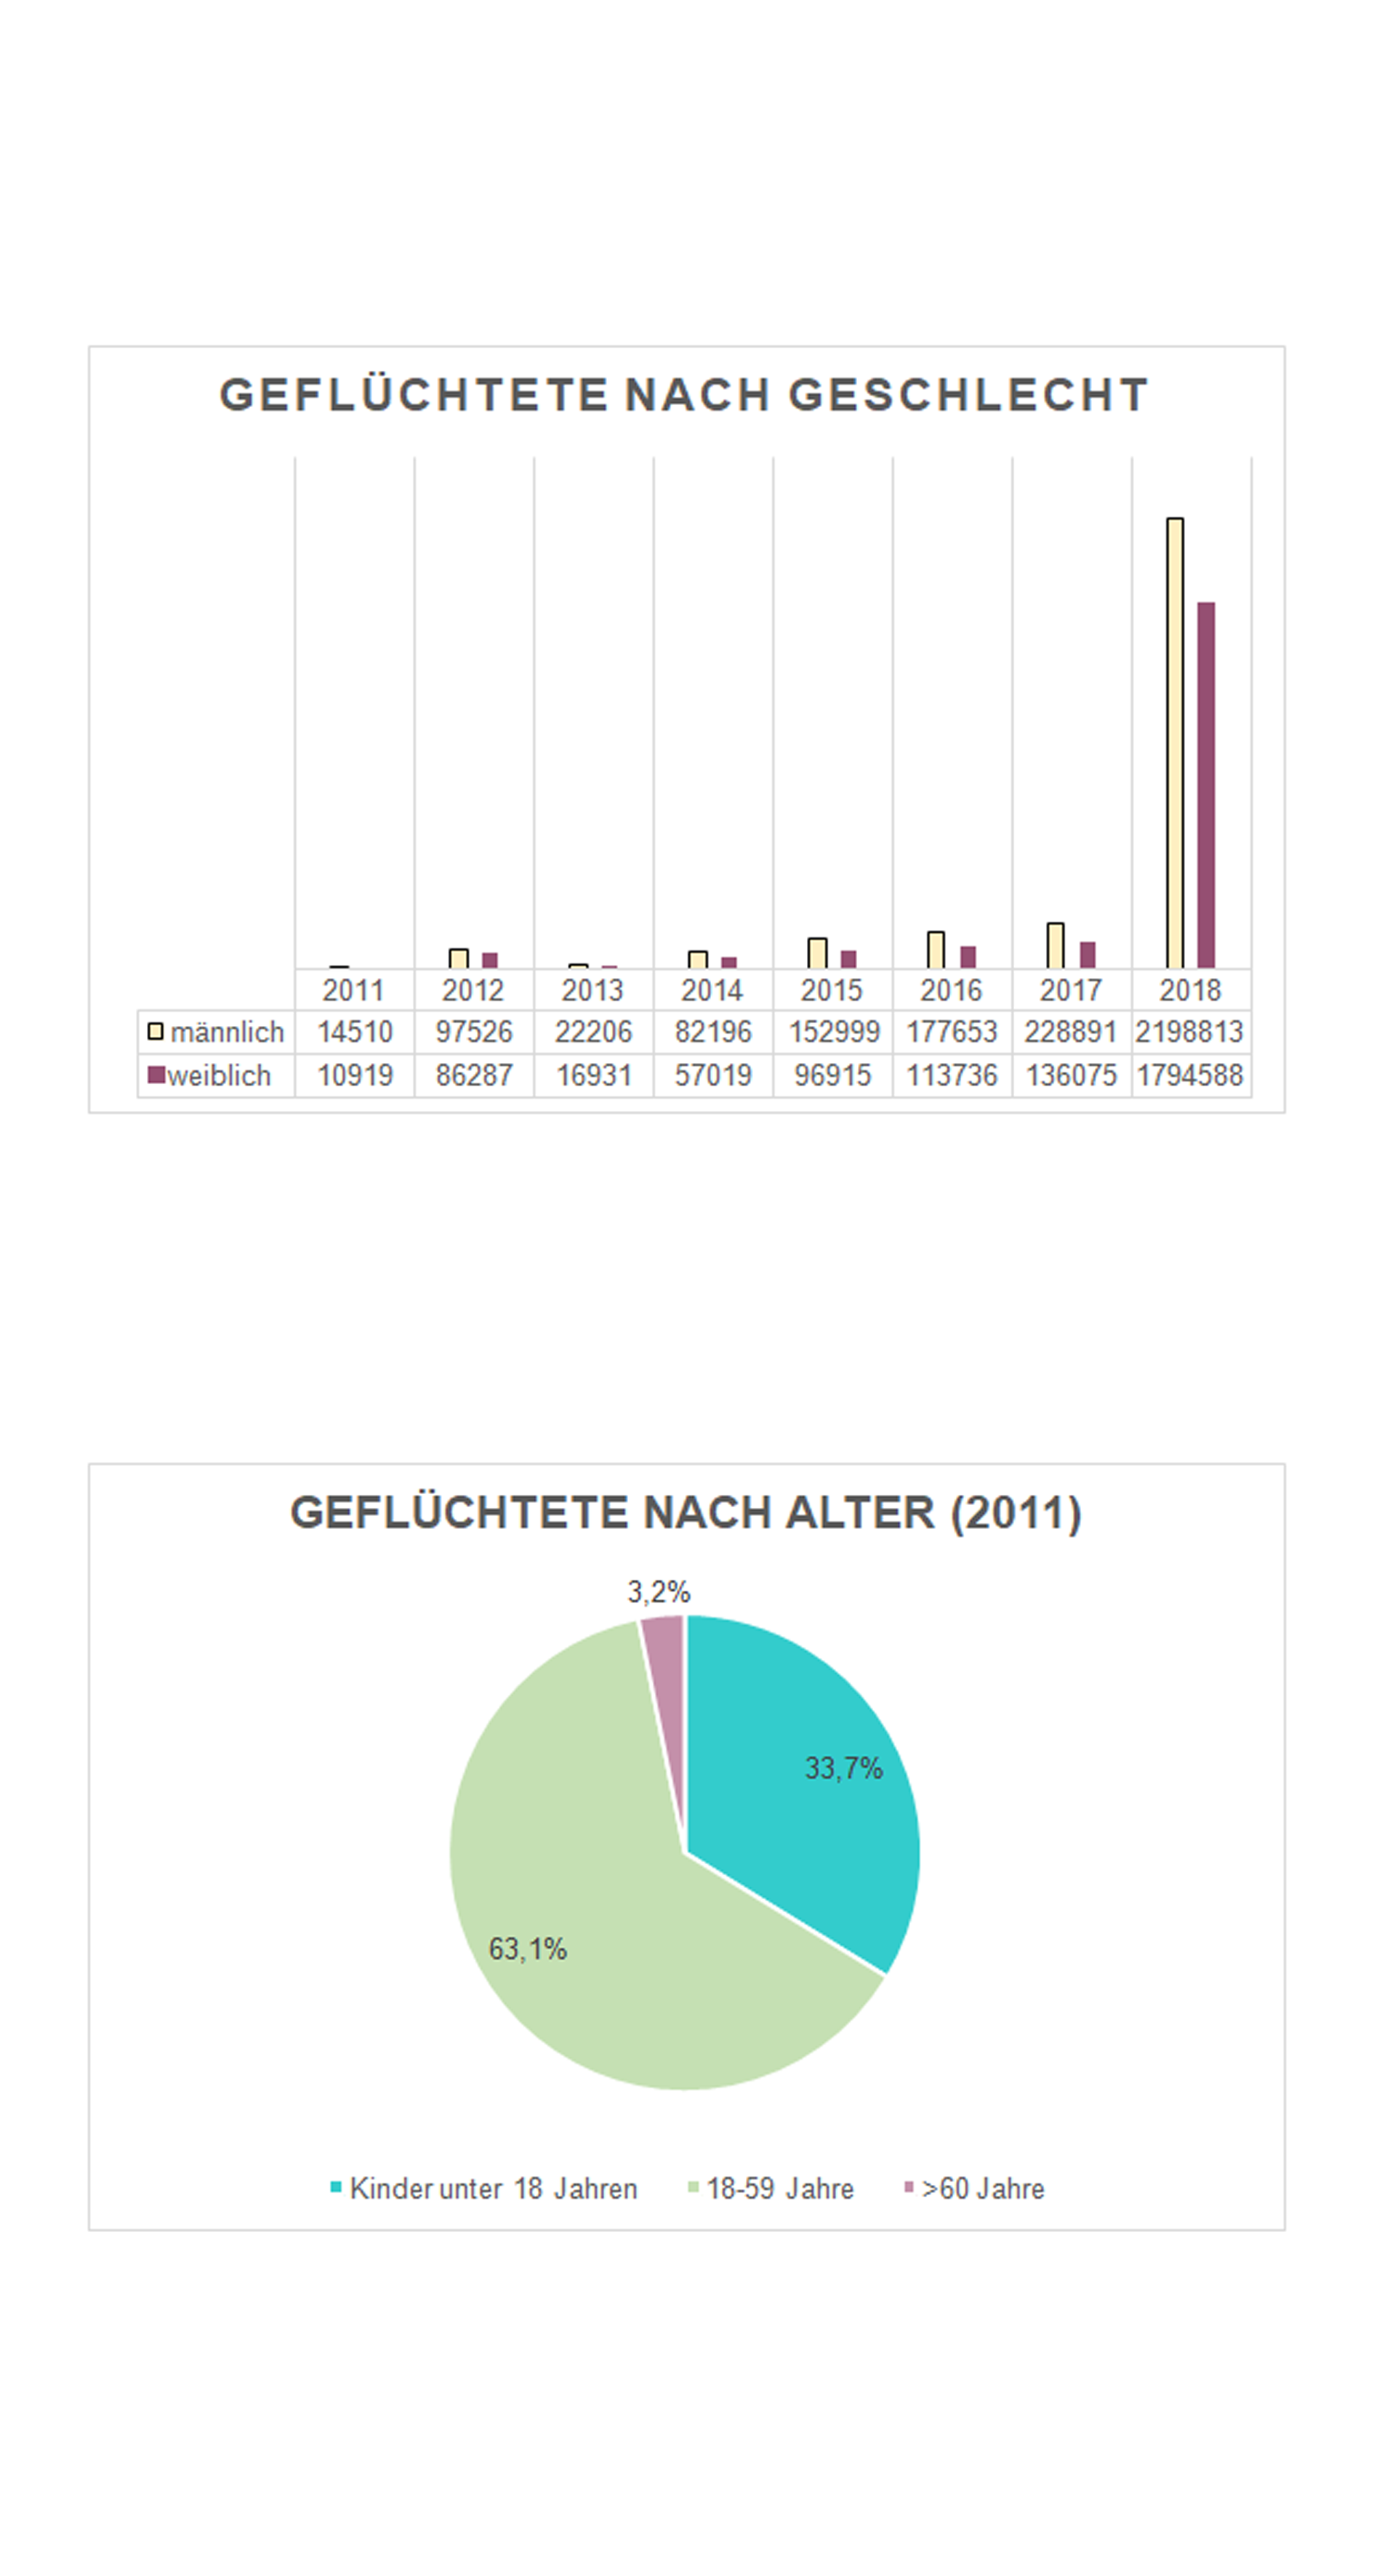 GEFLÜCHTETE NACH GESCHLECHT
2011 2012 2013 2014 2015 2016 2017 2018
männlich 14510 97526 22206 82196 152999 177653 228891 2198813
weiblich 10919 86287 16931 57019 96915 113736 136075 1794588
GEFLÜCHTETE NACH ALTER (2011)
3,2%
33,7%
63,1%
Kinder unter 18 Jahren 18-59 Jahre >60 Jahre